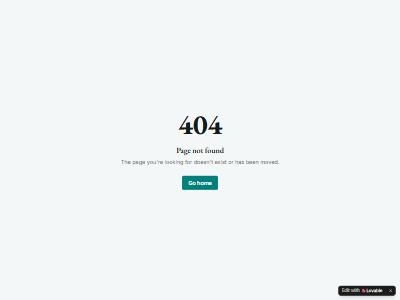 404
Page not found
The page you're looking for doesn't exist or has been moved.
Go home
Edit with Lovable ×